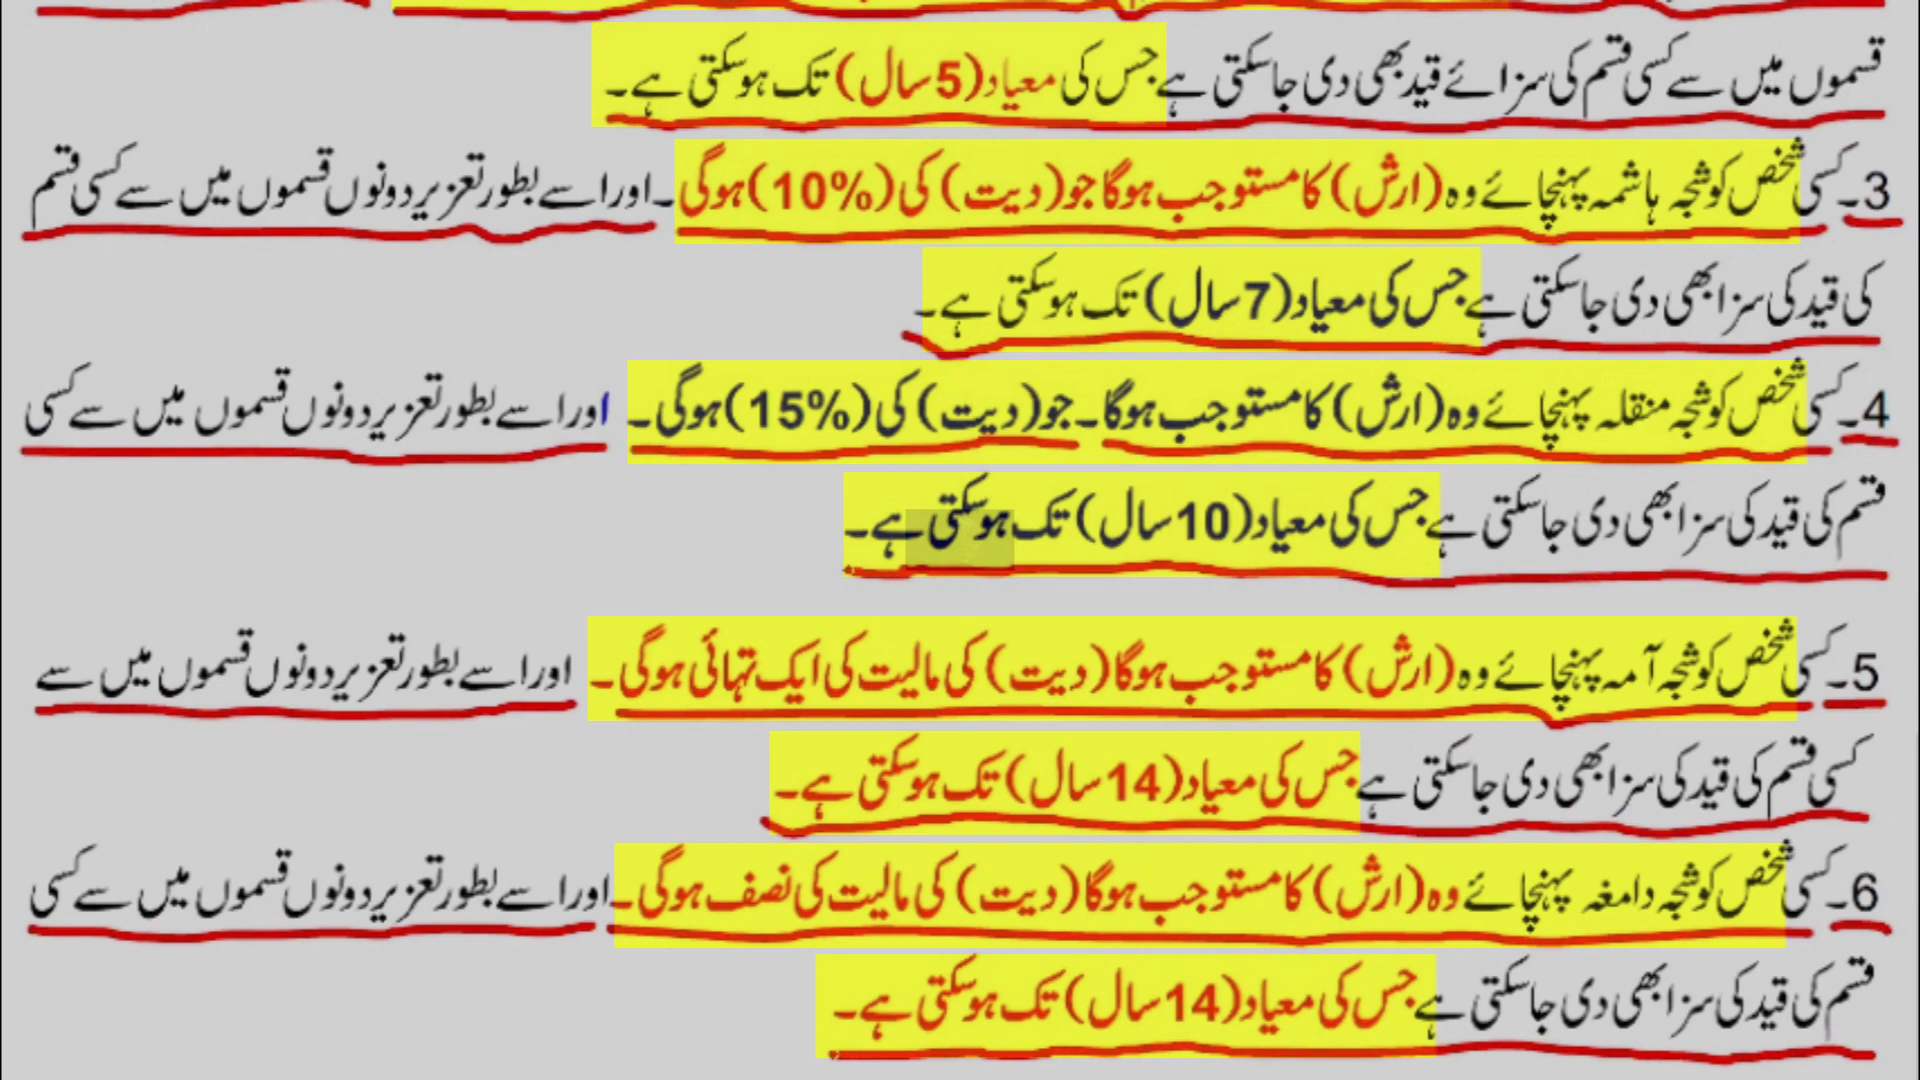 قسموں میں سے کسی قسم کی سزائے قید بھی دی جاسکتی ہے جس کی معیاد (5 سال) تک ہوسکتی ہے۔
3۔ کسی شخص کو شجہ ہاشمہ پہنچائے وہ (ارش) کا مستوجب ہوگا جو (دیت) کی (10%) ہوگی۔ اور اسے بطور تعزیر دونوں قسموں میں سے کسی قسم
کی قید کی سزا بھی دی جاسکتی ہے جس کی معیاد (7 سال) تک ہوسکتی ہے۔
4۔ کسی شخص کو شجہ منقلہ پہنچائے وہ (ارش) کا مستوجب ہوگا۔ جو (دیت) کی (15%) ہوگی۔ اور اسے بطور تعزیر دونوں قسموں میں سے کسی
قسم کی قید کی سزا بھی دی جاسکتی ہے جس کی معیاد (10 سال) تک ہوسکتی ہے۔
5۔ کسی شخص کو شجہ آمہ پہنچائے وہ (ارش) کا مستوجب ہوگا (دیت) کی مالیت کی ایک تہائی ہوگی۔ اور اسے بطور تعزیر دونوں قسموں میں سے
کسی قسم کی قید کی سزا بھی دی جاسکتی ہے جس کی معیاد (14 سال) تک ہوسکتی ہے۔
6۔ کسی شخص کو شجہ دامغہ پہنچائے وہ (ارش) کا مستوجب ہوگا (دیت) کی مالیت کی نصف ہوگی۔ اور اسے بطور تعزیر دونوں قسموں میں سے کسی
قسم کی قید کی سزا بھی دی جاسکتی ہے جس کی معیاد (14 سال) تک ہوسکتی ہے۔